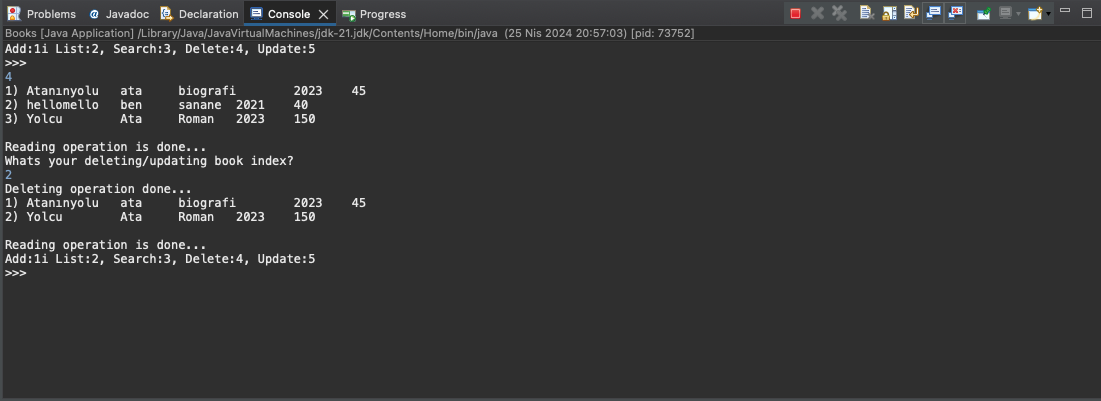 Problems Javadoc Declaration Console Progress
Books [Java Application] /Library/Java/JavaVirtualMachines/jdk-21.jdk/Contents/Home/bin/java (25 Nis 2024 20:57:03) [pid: 73752]
Add:1i List:2, Search:3, Delete:4, Update:5
>>>
4
1) Atanınyolu ata biografi 2023 45
2) hellomello ben sanane 2021 40
3) Yolcu Ata Roman 2023 150
Reading operation is done...
Whats your deleting/updating book index?
2
Deleting operation done...
1) Atanınyolu ata biografi 2023 45
2) Yolcu Ata Roman 2023 150
Reading operation is done...
Add:1i List:2, Search:3, Delete:4, Update:5
>>>